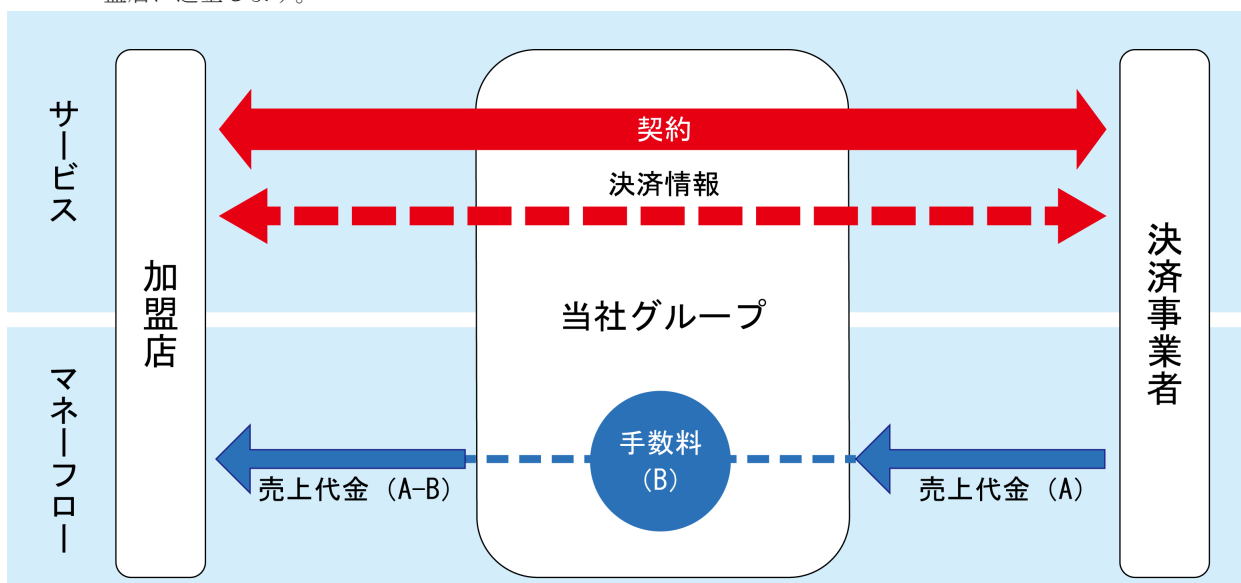 サービス
契約
決済情報
加盟店
当社グループ
決済事業者
マネーフロー
手数料
(B)
売上代金（A-B）
売上代金（A）